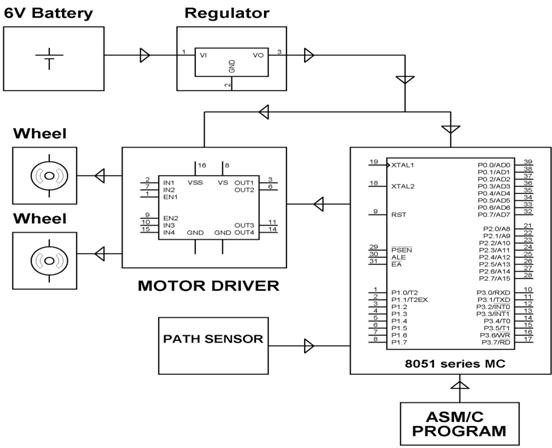 6V Battery
Regulator
1 VI VO 3
GND
2
Wheel
Wheel
16 8
VSS VS
2 IN1 OUT1 3
7 IN2 OUT2 6
1 EN1
9 EN2
10 IN3 OUT3 11
15 IN4 OUT4 14
GND GND
MOTOR DRIVER
PATH SENSOR
19 XTAL1 P0.0/AD0 39
P0.1/AD1 38
P0.2/AD2 37
18 XTAL2 P0.3/AD3 36
P0.4/AD4 35
P0.5/AD5 34
P0.6/AD6 33
9 RST P0.7/AD7 32
P2.0/A8 21
P2.1/A9 22
P2.2/A10 23
29 PSEN P2.3/A11 24
30 ALE P2.4/A12 25
31 EA P2.5/A13 26
P2.6/A14 27
P2.7/A15 28
1 P1.0/T2 P3.0/RXD 10
2 P1.1/T2EX P3.1/TXD 11
3 P1.2 P3.2/INT0 12
4 P1.3 P3.3/INT1 13
5 P1.4 P3.4/T0 14
6 P1.5 P3.5/T1 15
7 P1.6 P3.6/WR 16
8 P1.7 P3.7/RD 17
8051 series MC
ASM/C
PROGRAM